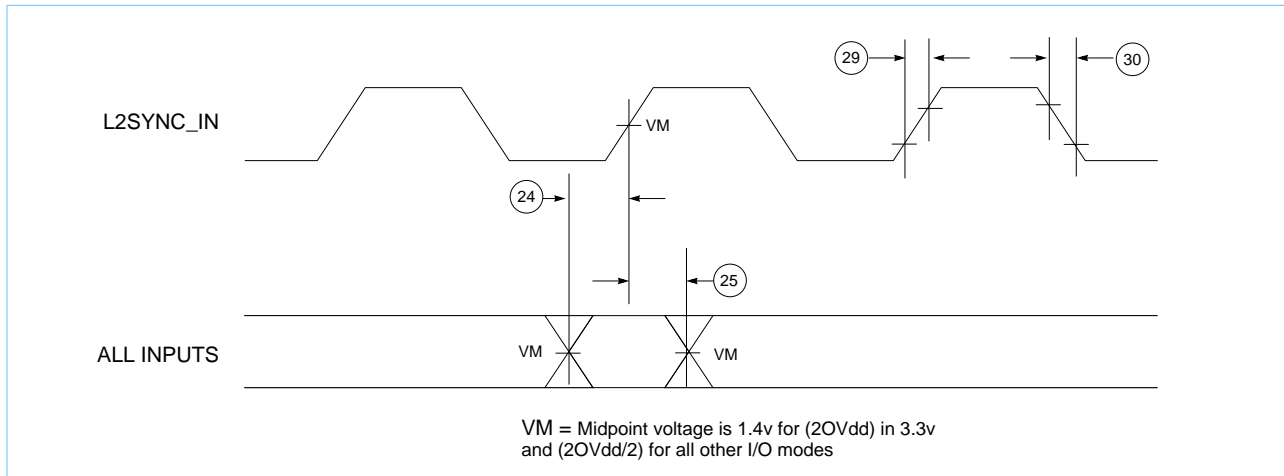 29
30
L2SYNC_IN
VM
24
25
ALL INPUTS
VM
VM
VM = Midpoint voltage is 1.4v for (2OVdd) in 3.3v
and (2OVdd/2) for all other I/O modes